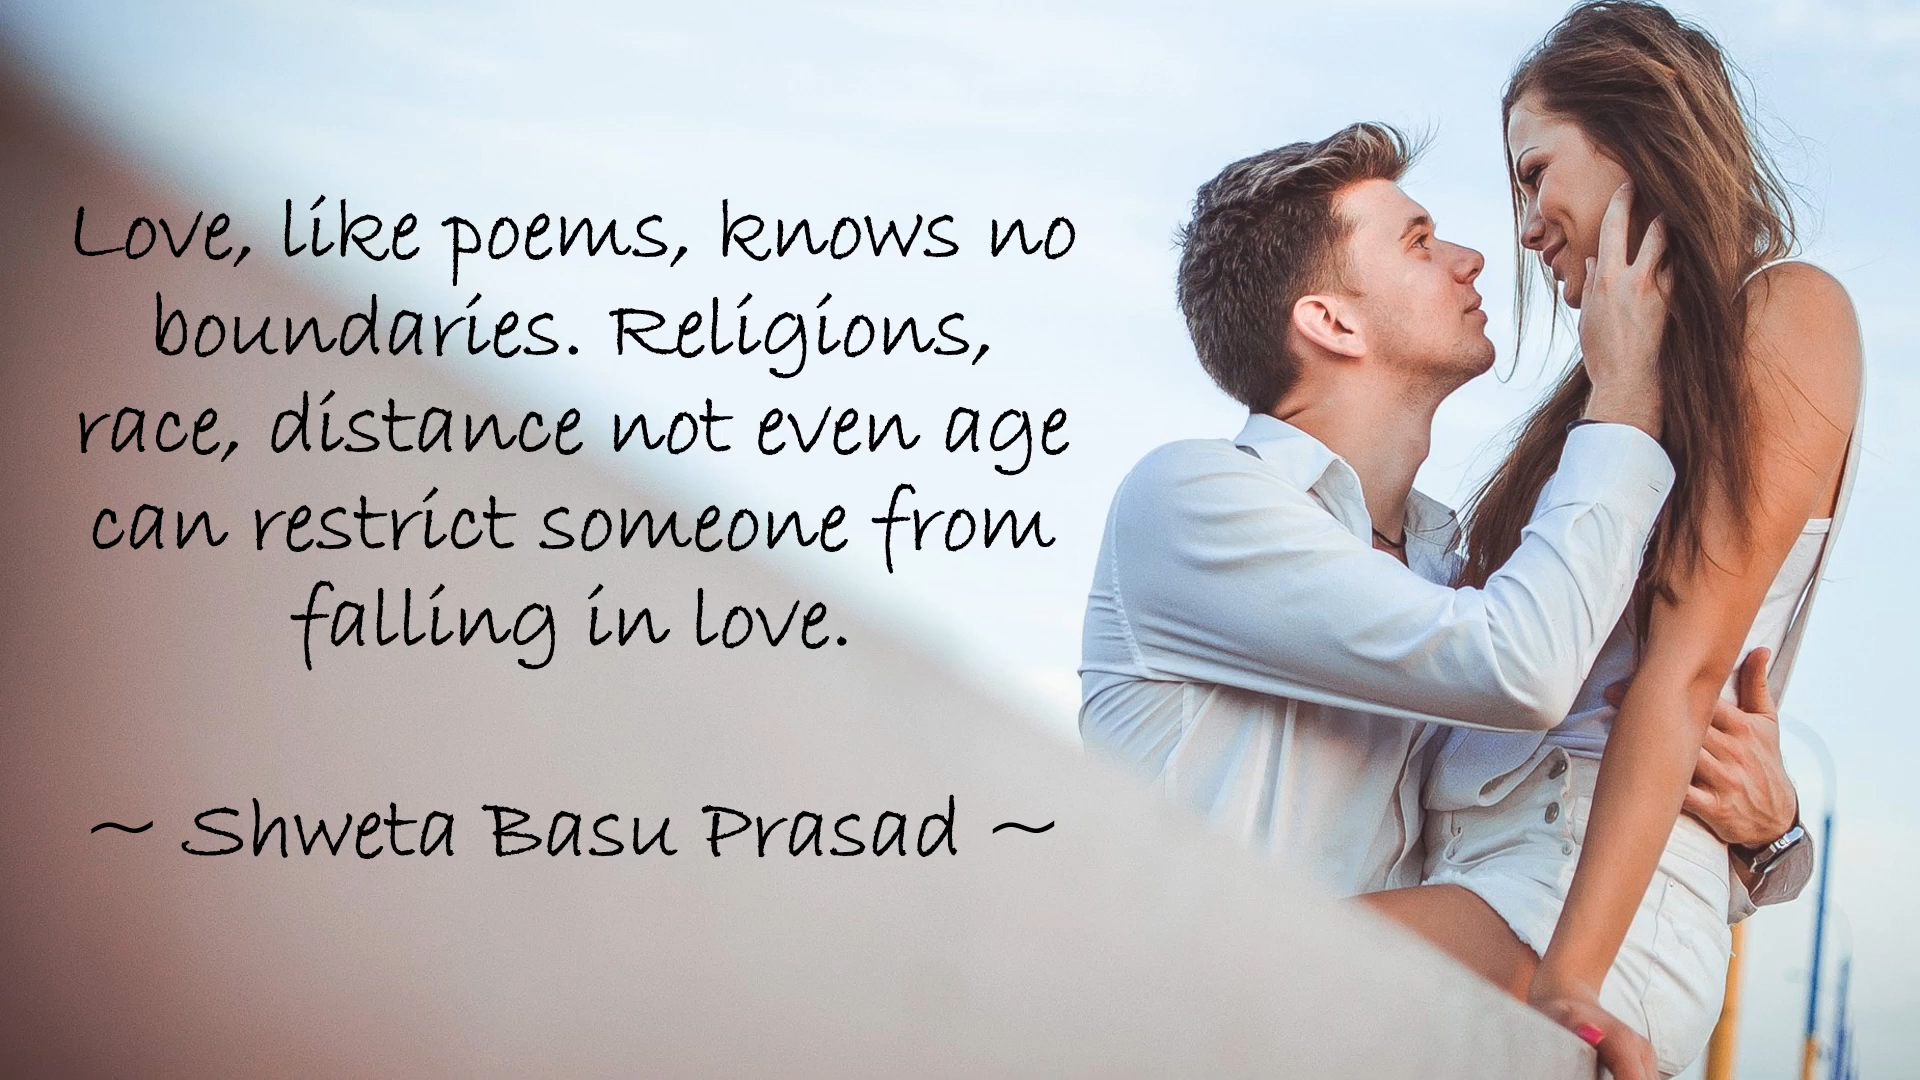 Love, like poems, knows no
boundaries. Religions,
race, distance not even age
can restrict someone from
falling in love.
~ Shweta Basu Prasad ~